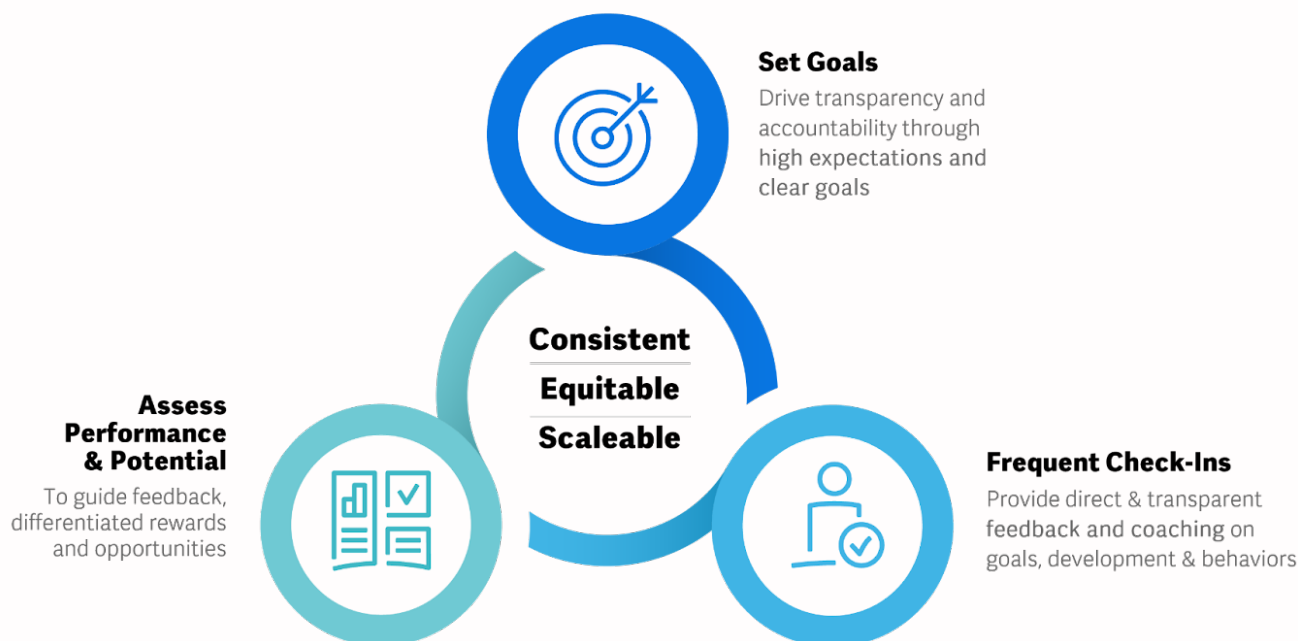 Set Goals
Drive transparency and
accountability through
high expectations and
clear goals
Consistent
Equitable
Scaleable
Assess
Performance
& Potential
To guide feedback,
differentiated rewards
and opportunities
Frequent Check-Ins
Provide direct & transparent
feedback and coaching on
goals, development & behaviors